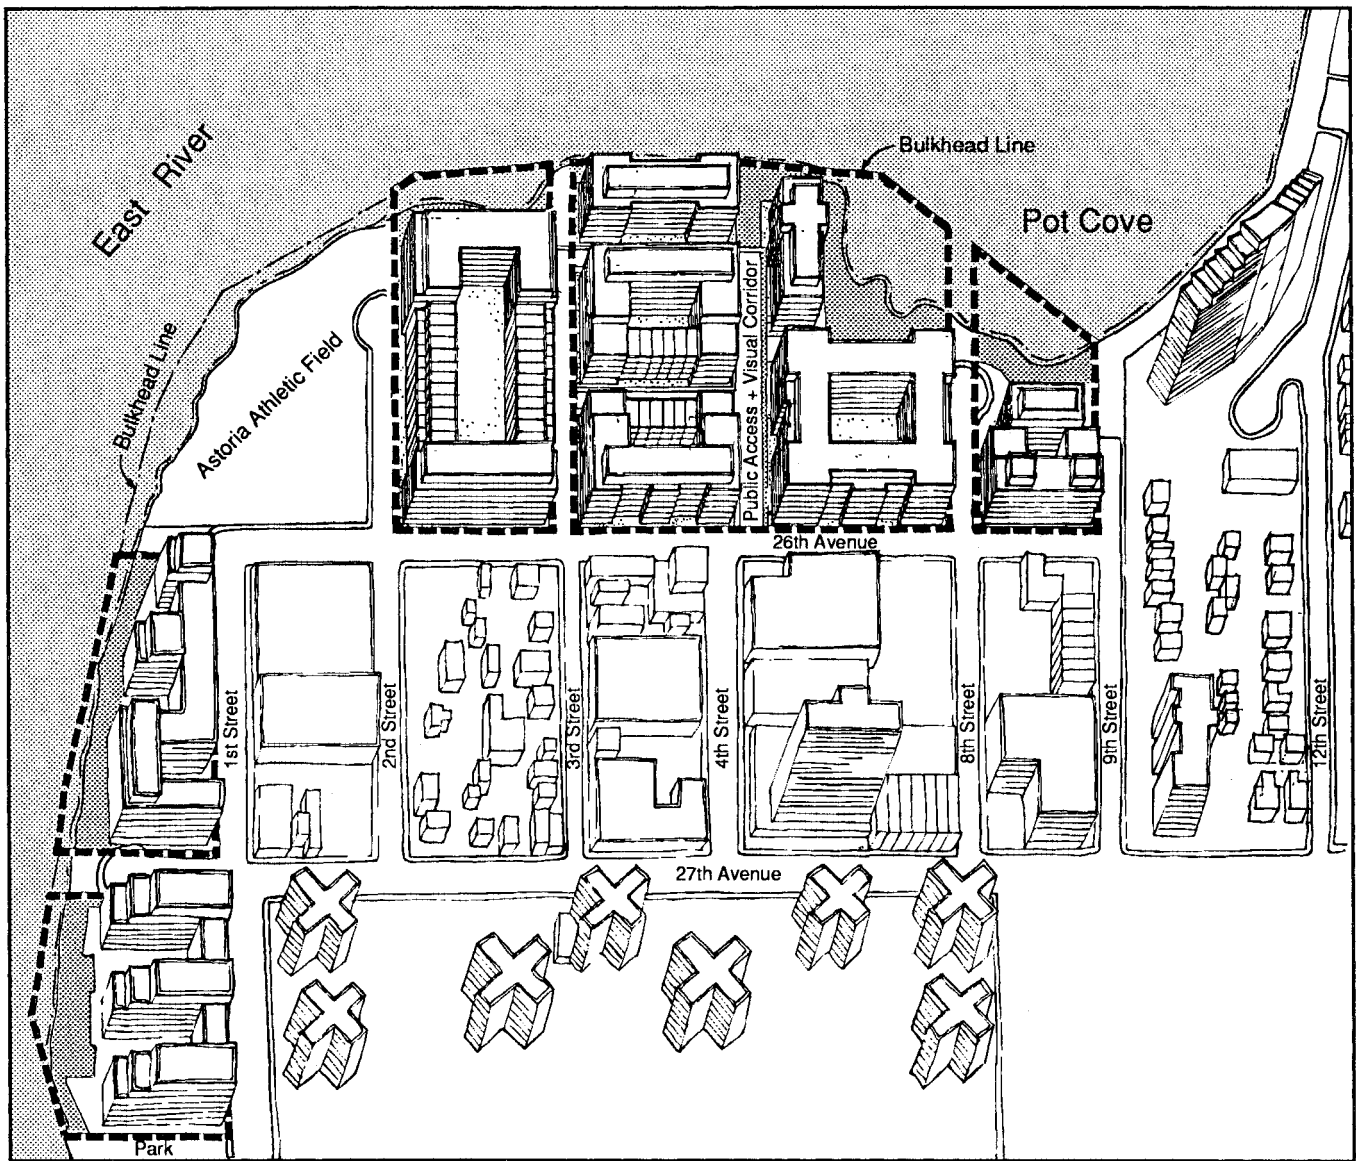 East River
Bulkhead Line
Pot Cove
Bulkhead Line
Astoria Athletic Field
Public Access + Visual Corridor
26th Avenue
1st Street
2nd Street
3rd Street
4th Street
8th Street
9th Street
12th Street
27th Avenue
Park